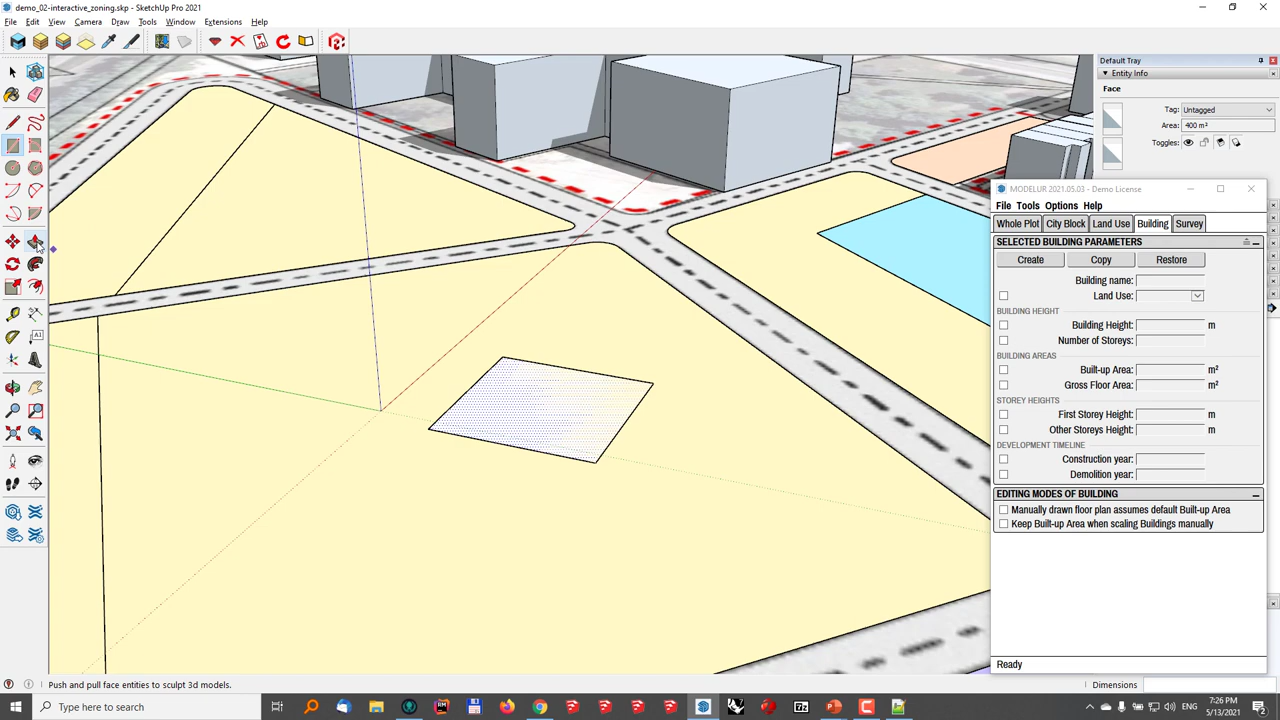 demo_02-interactive_zoning.skp - SketchUp Pro 2021
File Edit View Camera Draw Tools Window Extensions Help
Default Tray
Entity Info
Face
Tag: Untagged
Area: 400 m²
Toggles:
MODELUR 2021.05.03 - Demo License
File Tools Options Help
Whole Plot City Block Land Use Building Survey
SELECTED BUILDING PARAMETERS
Create Copy Restore
Building name:
Land Use:
BUILDING HEIGHT
Building Height: m
Number of Storeys:
BUILDING AREAS
Built-up Area: m²
Gross Floor Area: m²
STOREY HEIGHTS
First Storey Height: m
Other Storeys Height: m
DEVELOPMENT TIMELINE
Construction year:
Demolition year:
EDITING MODES OF BUILDING
Manually drawn floor plan assumes default Built-up Area
Keep Built-up Area when scaling Buildings manually
Ready
Push and pull face entities to sculpt 3d models.
Dimensions
Type here to search
ENG
7:26 PM
5/13/2021